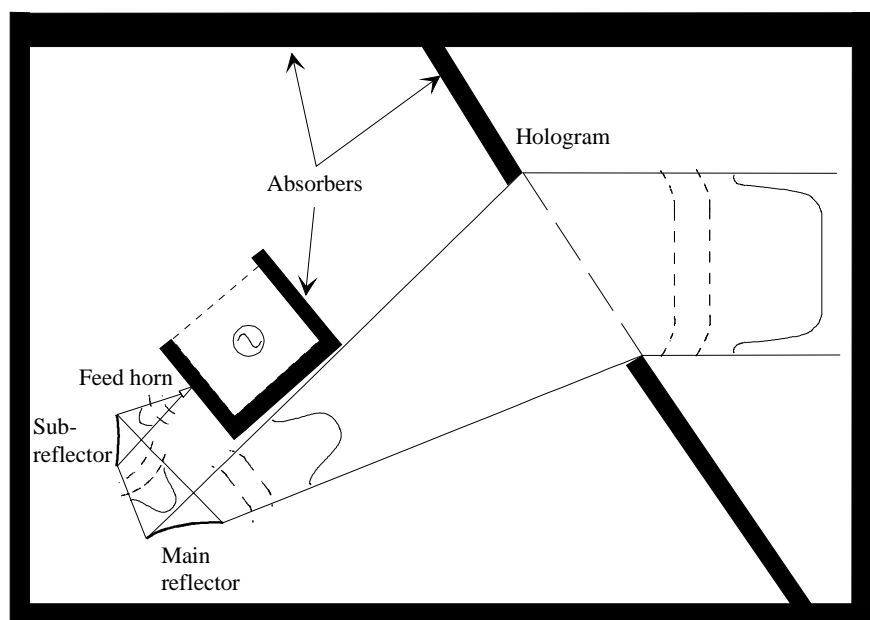 Hologram
Absorbers
Feed horn
Sub-
reflector
Main
reflector